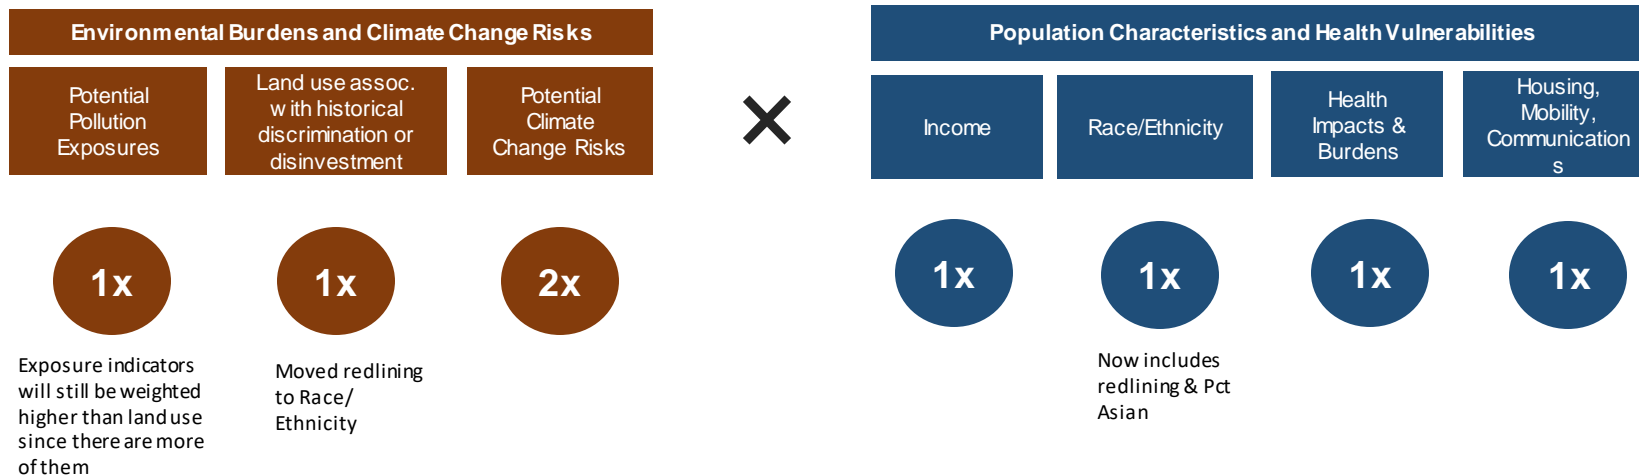 Environmental Burdens and Climate Change Risks
Potential
Pollution
Exposures
Land use assoc.
with historical
discrimination or
disinvestment
Potential
Climate
Change Risks
×
Population Characteristics and Health Vulnerabilities
Income
Race/Ethnicity
Health
Impacts &
Burdens
Housing,
Mobility,
Communication
s
1x
1x
2x
1x
1x
1x
1x
Exposure indicators
will still be weighted
higher than land use
since there are more
of them
Moved redlining
to Race/
Ethnicity
Now includes
redlining & Pct
Asian